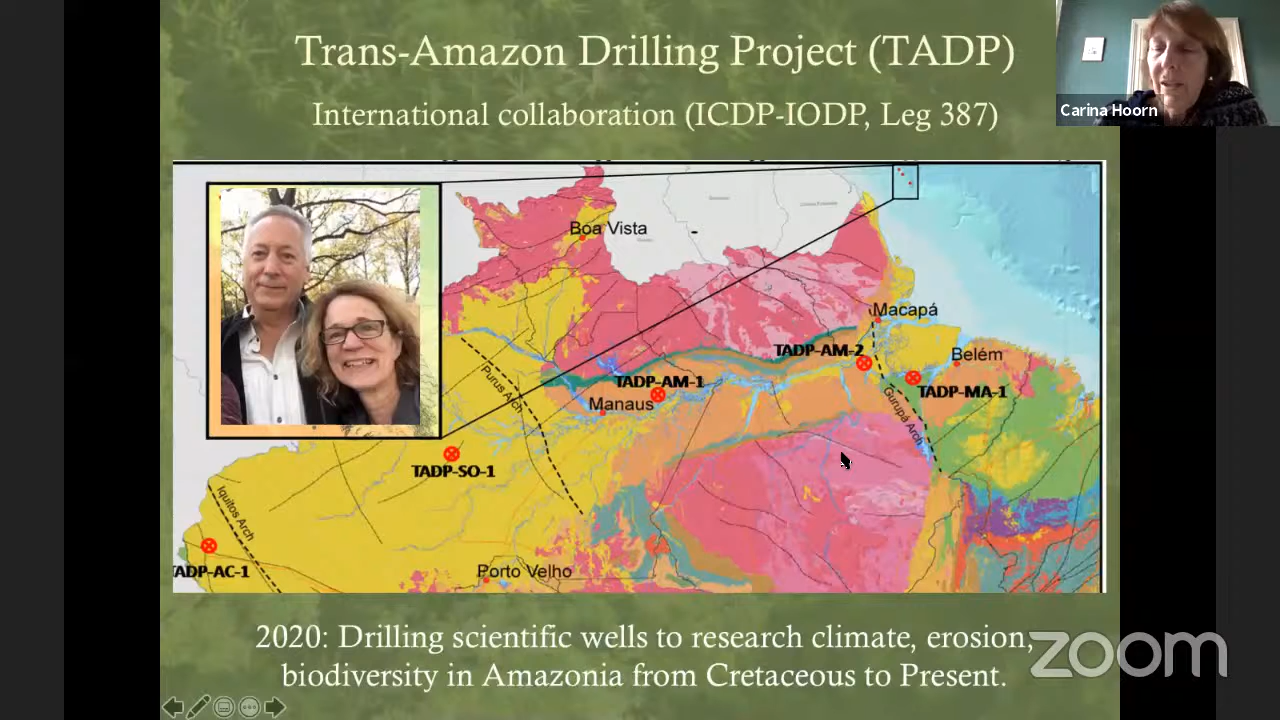 Trans-Amazon Drilling Project (TADP)
International collaboration (ICDP-IODP, Leg 387)
Carina Hoorn
Boa Vista
Macapá
TADP-AM-2
Belém
TADP-AM-1
TADP-MA-1
Purus Arch
Manaus
Gurupá Arch
TADP-SO-1
Iquitos Arch
TADP-AC-1
Porto Velho
2020: Drilling scientific wells to research climate, erosion,
biodiversity in Amazonia from Cretaceous to Present.
zoom